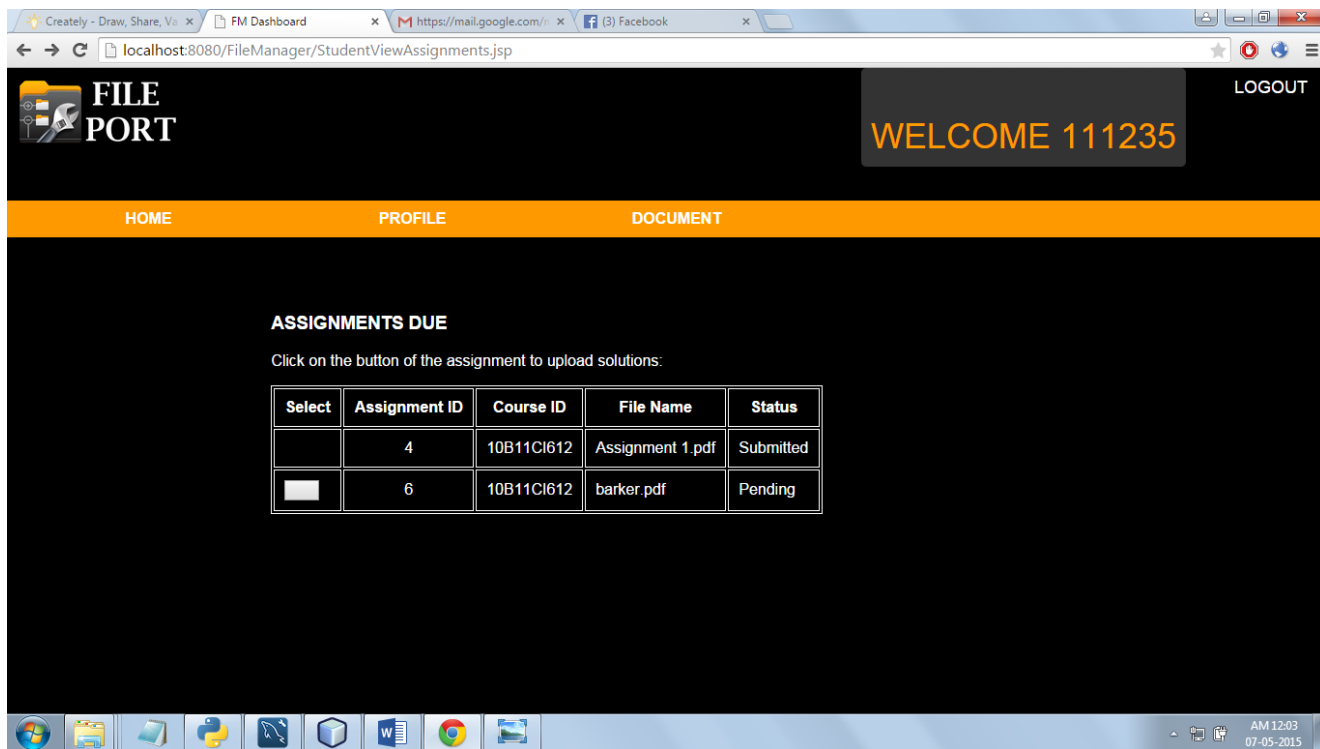 Creately - Draw, Share, Va
FM Dashboard
https://mail.google.com/
(3) Facebook
localhost:8080/FileManager/StudentViewAssignments.jsp
FILE
PORT
WELCOME 111235
LOGOUT
HOME PROFILE DOCUMENT
ASSIGNMENTS DUE
Click on the button of the assignment to upload solutions:
Select Assignment ID Course ID File Name Status
4 10B11CI612 Assignment 1.pdf Submitted
6 10B11CI612 barker.pdf Pending
AM 12:03
07-05-2015